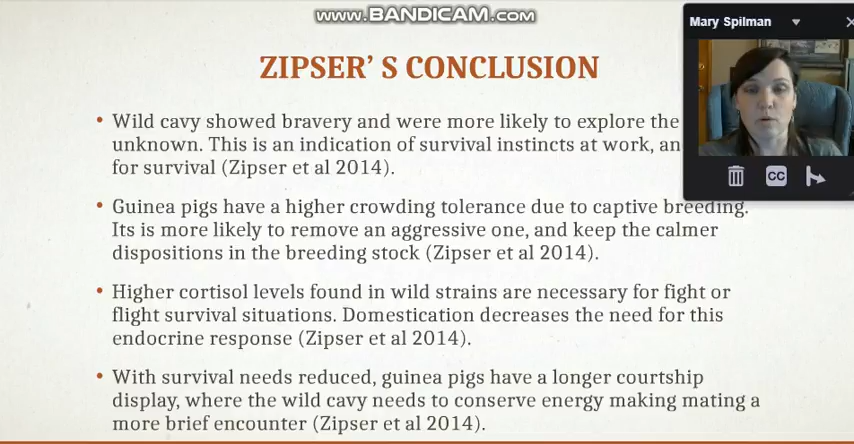 www.BANDICAM.com
Mary Spilman
ZIPSER' S CONCLUSION
• Wild cavy showed bravery and were more likely to explore the
unknown. This is an indication of survival instincts at work, an
for survival (Zipser et al 2014).
CC
• Guinea pigs have a higher crowding tolerance due to captive breeding.
Its is more likely to remove an aggressive one, and keep the calmer
dispositions in the breeding stock (Zipser et al 2014).
• Higher cortisol levels found in wild strains are necessary for fight or
flight survival situations. Domestication decreases the need for this
endocrine response (Zipser et al 2014).
• With survival needs reduced, guinea pigs have a longer courtship
display, where the wild cavy needs to conserve energy making mating a
more brief encounter (Zipser et al 2014).